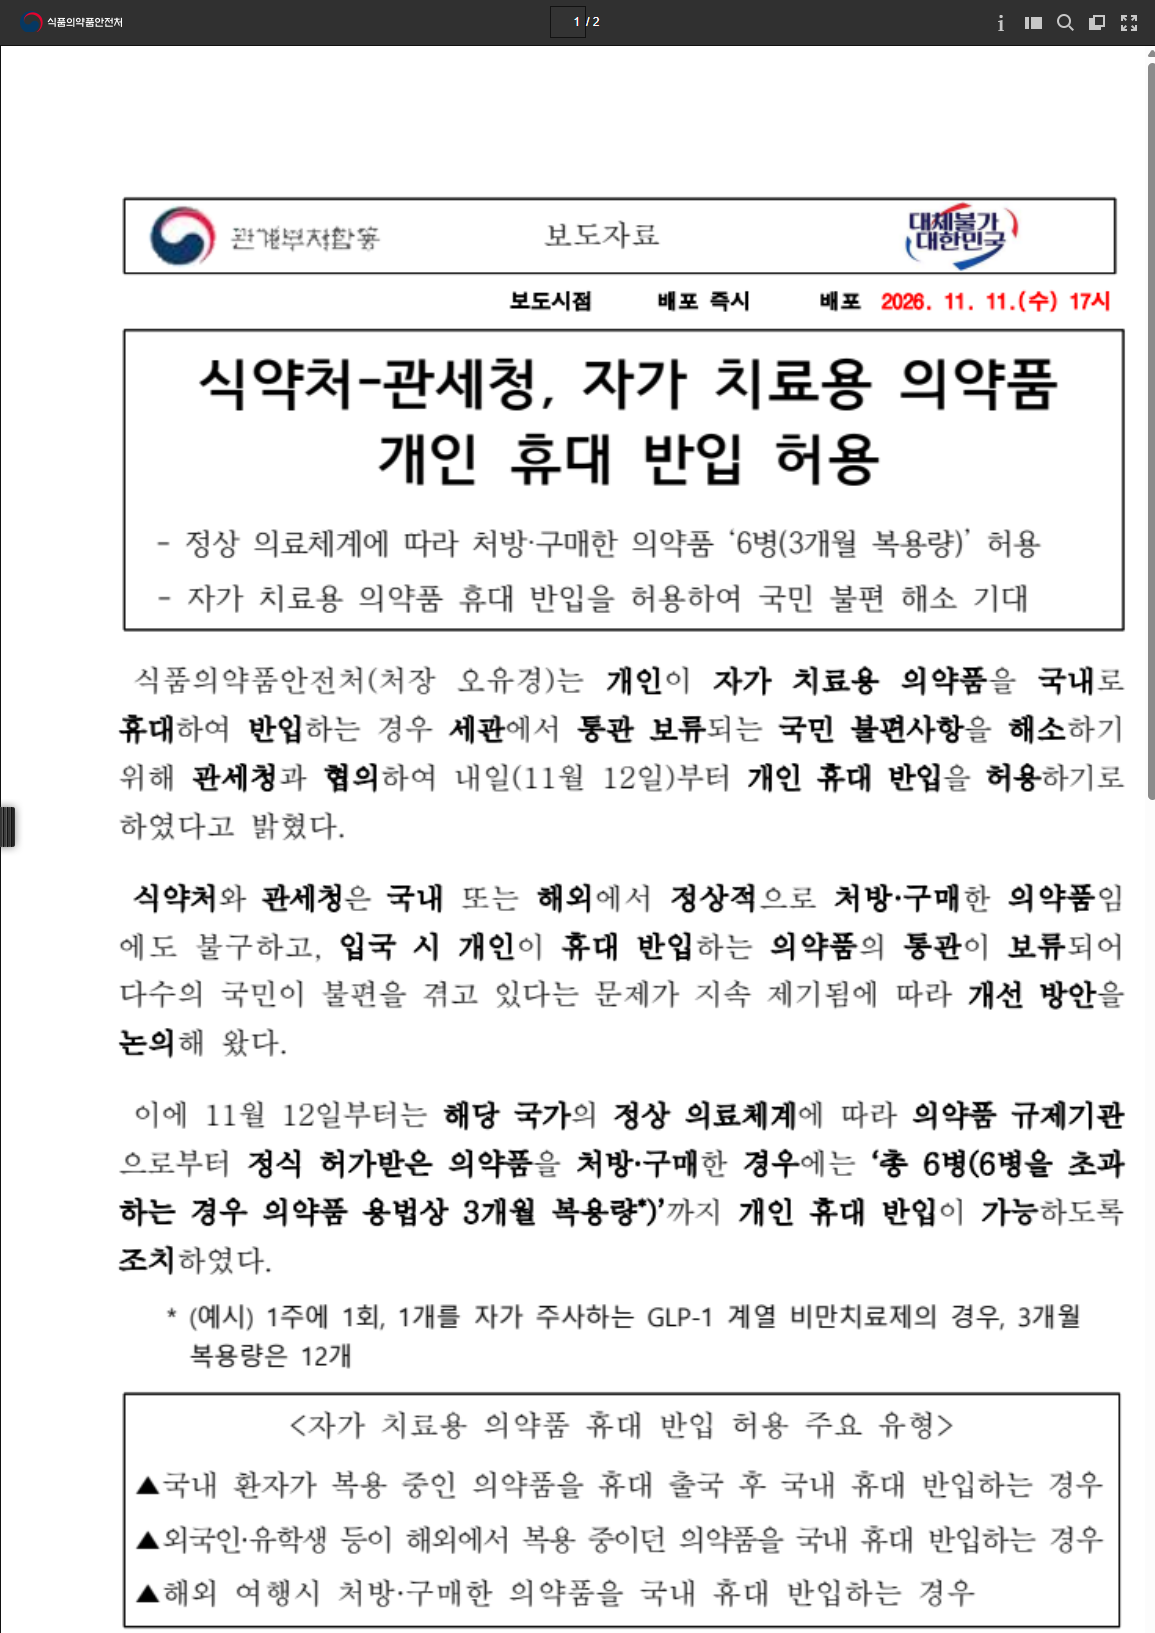 식품의약품안전처
1 / 2
관계부처합동
보도자료
대체불가
대한민국
보도시점 배포 즉시 배포 2026. 11. 11.(수) 17시
식약처-관세청, 자가 치료용 의약품
개인 휴대 반입 허용
- 정상 의료체계에 따라 처방·구매한 의약품 ‘6병(3개월 복용량)’ 허용
- 자가 치료용 의약품 휴대 반입을 허용하여 국민 불편 해소 기대
식품의약품안전처(처장 오유경)는 개인이 자가 치료용 의약품을 국내로
휴대하여 반입하는 경우 세관에서 통관 보류되는 국민 불편사항을 해소하기
위해 관세청과 협의하여 내일(11월 12일)부터 개인 휴대 반입을 허용하기로
하였다고 밝혔다.
식약처와 관세청은 국내 또는 해외에서 정상적으로 처방·구매한 의약품임
에도 불구하고, 입국 시 개인이 휴대 반입하는 의약품의 통관이 보류되어
다수의 국민이 불편을 겪고 있다는 문제가 지속 제기됨에 따라 개선 방안을
논의해 왔다.
이에 11월 12일부터는 해당 국가의 정상 의료체계에 따라 의약품 규제기관
으로부터 정식 허가받은 의약품을 처방·구매한 경우에는 ‘총 6병(6병을 초과
하는 경우 의약품 용법상 3개월 복용량*)’까지 개인 휴대 반입이 가능하도록
조치하였다.
* (예시) 1주에 1회, 1개를 자가 주사하는 GLP-1 계열 비만치료제의 경우, 3개월
복용량은 12개
<자가 치료용 의약품 휴대 반입 허용 주요 유형>
▲국내 환자가 복용 중인 의약품을 휴대 출국 후 국내 휴대 반입하는 경우
▲외국인·유학생 등이 해외에서 복용 중이던 의약품을 국내 휴대 반입하는 경우
▲해외 여행시 처방·구매한 의약품을 국내 휴대 반입하는 경우